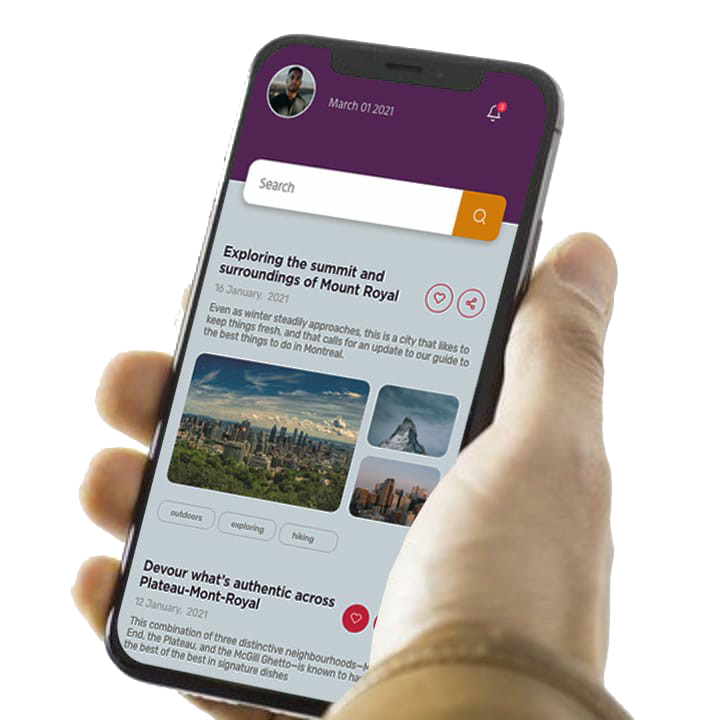 March 01 2021
2
Search
Exploring the summit and
surroundings of Mount Royal
16 January, 2021
Even as winter steadily approaches, this is a city that likes to
keep things fresh, and that calls for an update to our guide to
the best things to do in Montreal.
outdoors
exploring
hiking
Devour what's authentic across
Plateau-Mont-Royal
12 January, 2021
This combination of three distinctive neighbourhoods—M
End, the Plateau, and the McGill Ghetto—is known to ha
the best of the best in signature dishes